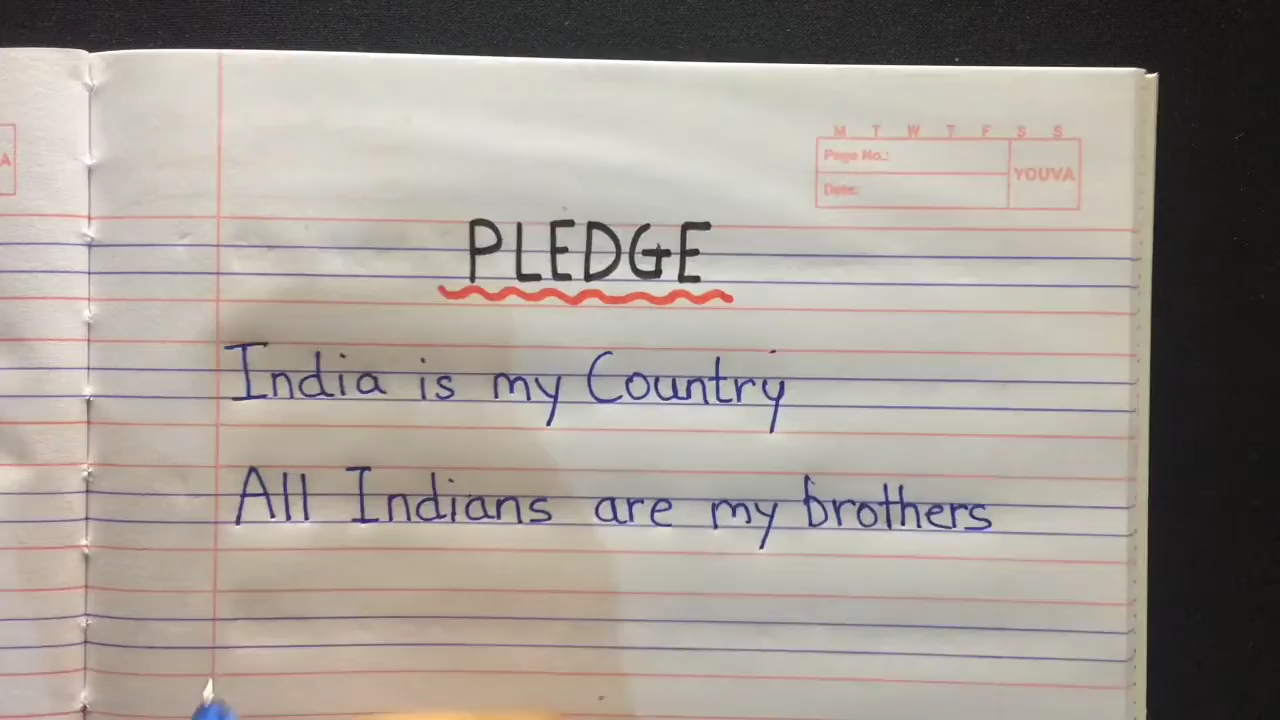 M T W T F S S
Page No.:
Date:
YOUVA
PLEDGE
India is my Country
All Indians are my brothers